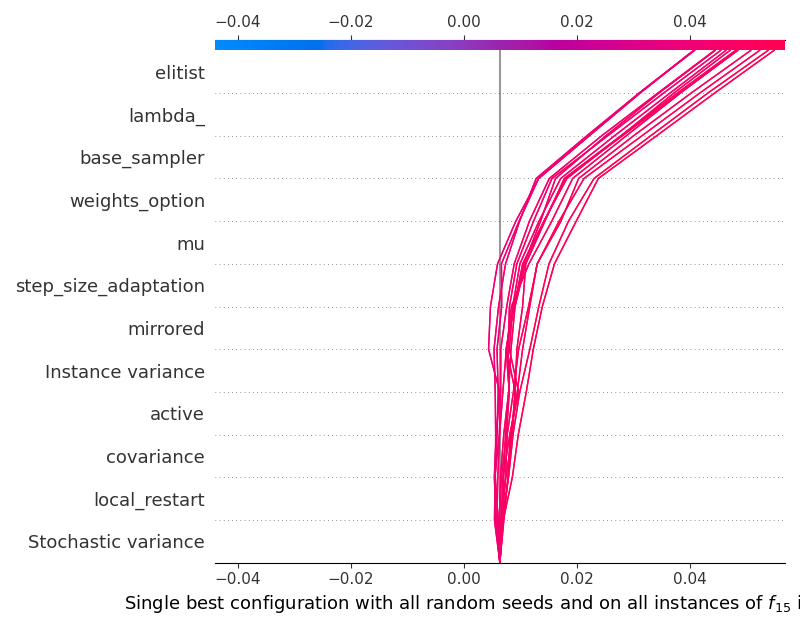 −0.04 −0.02 0.00 0.02 0.04
elitist
lambda_
base_sampler
weights_option
mu
step_size_adaptation
mirrored
Instance variance
active
covariance
local_restart
Stochastic variance
−0.04 −0.02 0.00 0.02 0.04
Single best configuration with all random seeds and on all instances of f15 i